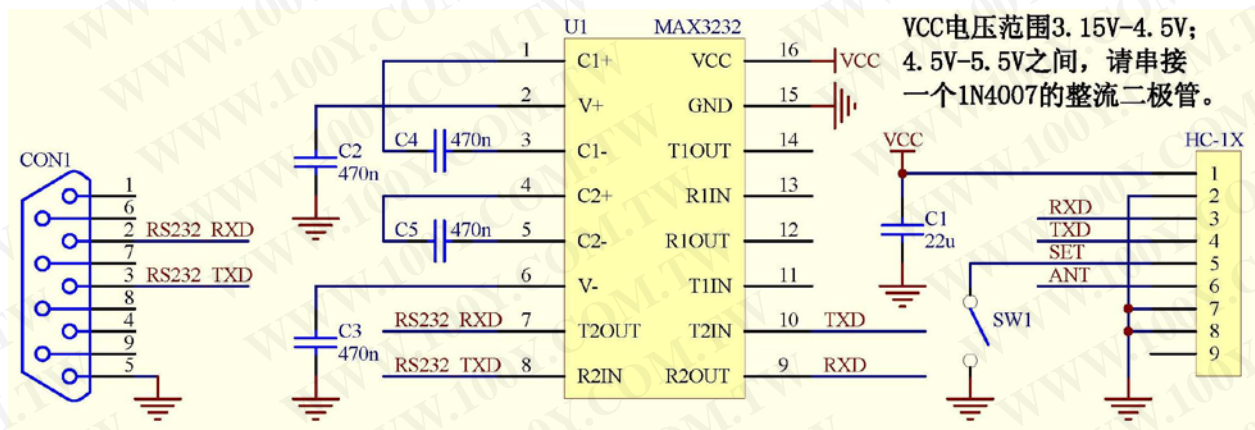 U1 MAX3232
VCC电压范围3.15V-4.5V;
4.5V-5.5V之间, 请串接
一个1N4007的整流二极管。
CON1
1
6
2 RS232 RXD
7
3 RS232 TXD
8
4
9
5
C2
470n
C3
470n
C4 470n
C5 470n
1 C1+
2 V+
3 C1-
4 C2+
5 C2-
6 V-
RS232 RXD 7 T2OUT
RS232 TXD 8 R2IN
VCC 16 VCC
GND 15
T1OUT 14
R1IN 13
R1OUT 12
T1IN 11
T2IN 10 TXD
R2OUT 9 RXD
VCC
C1
22u
SW1
HC-1X
1
2
RXD 3
TXD 4
SET 5
ANT 6
7
8
9
WWW.100Y.COM.TW